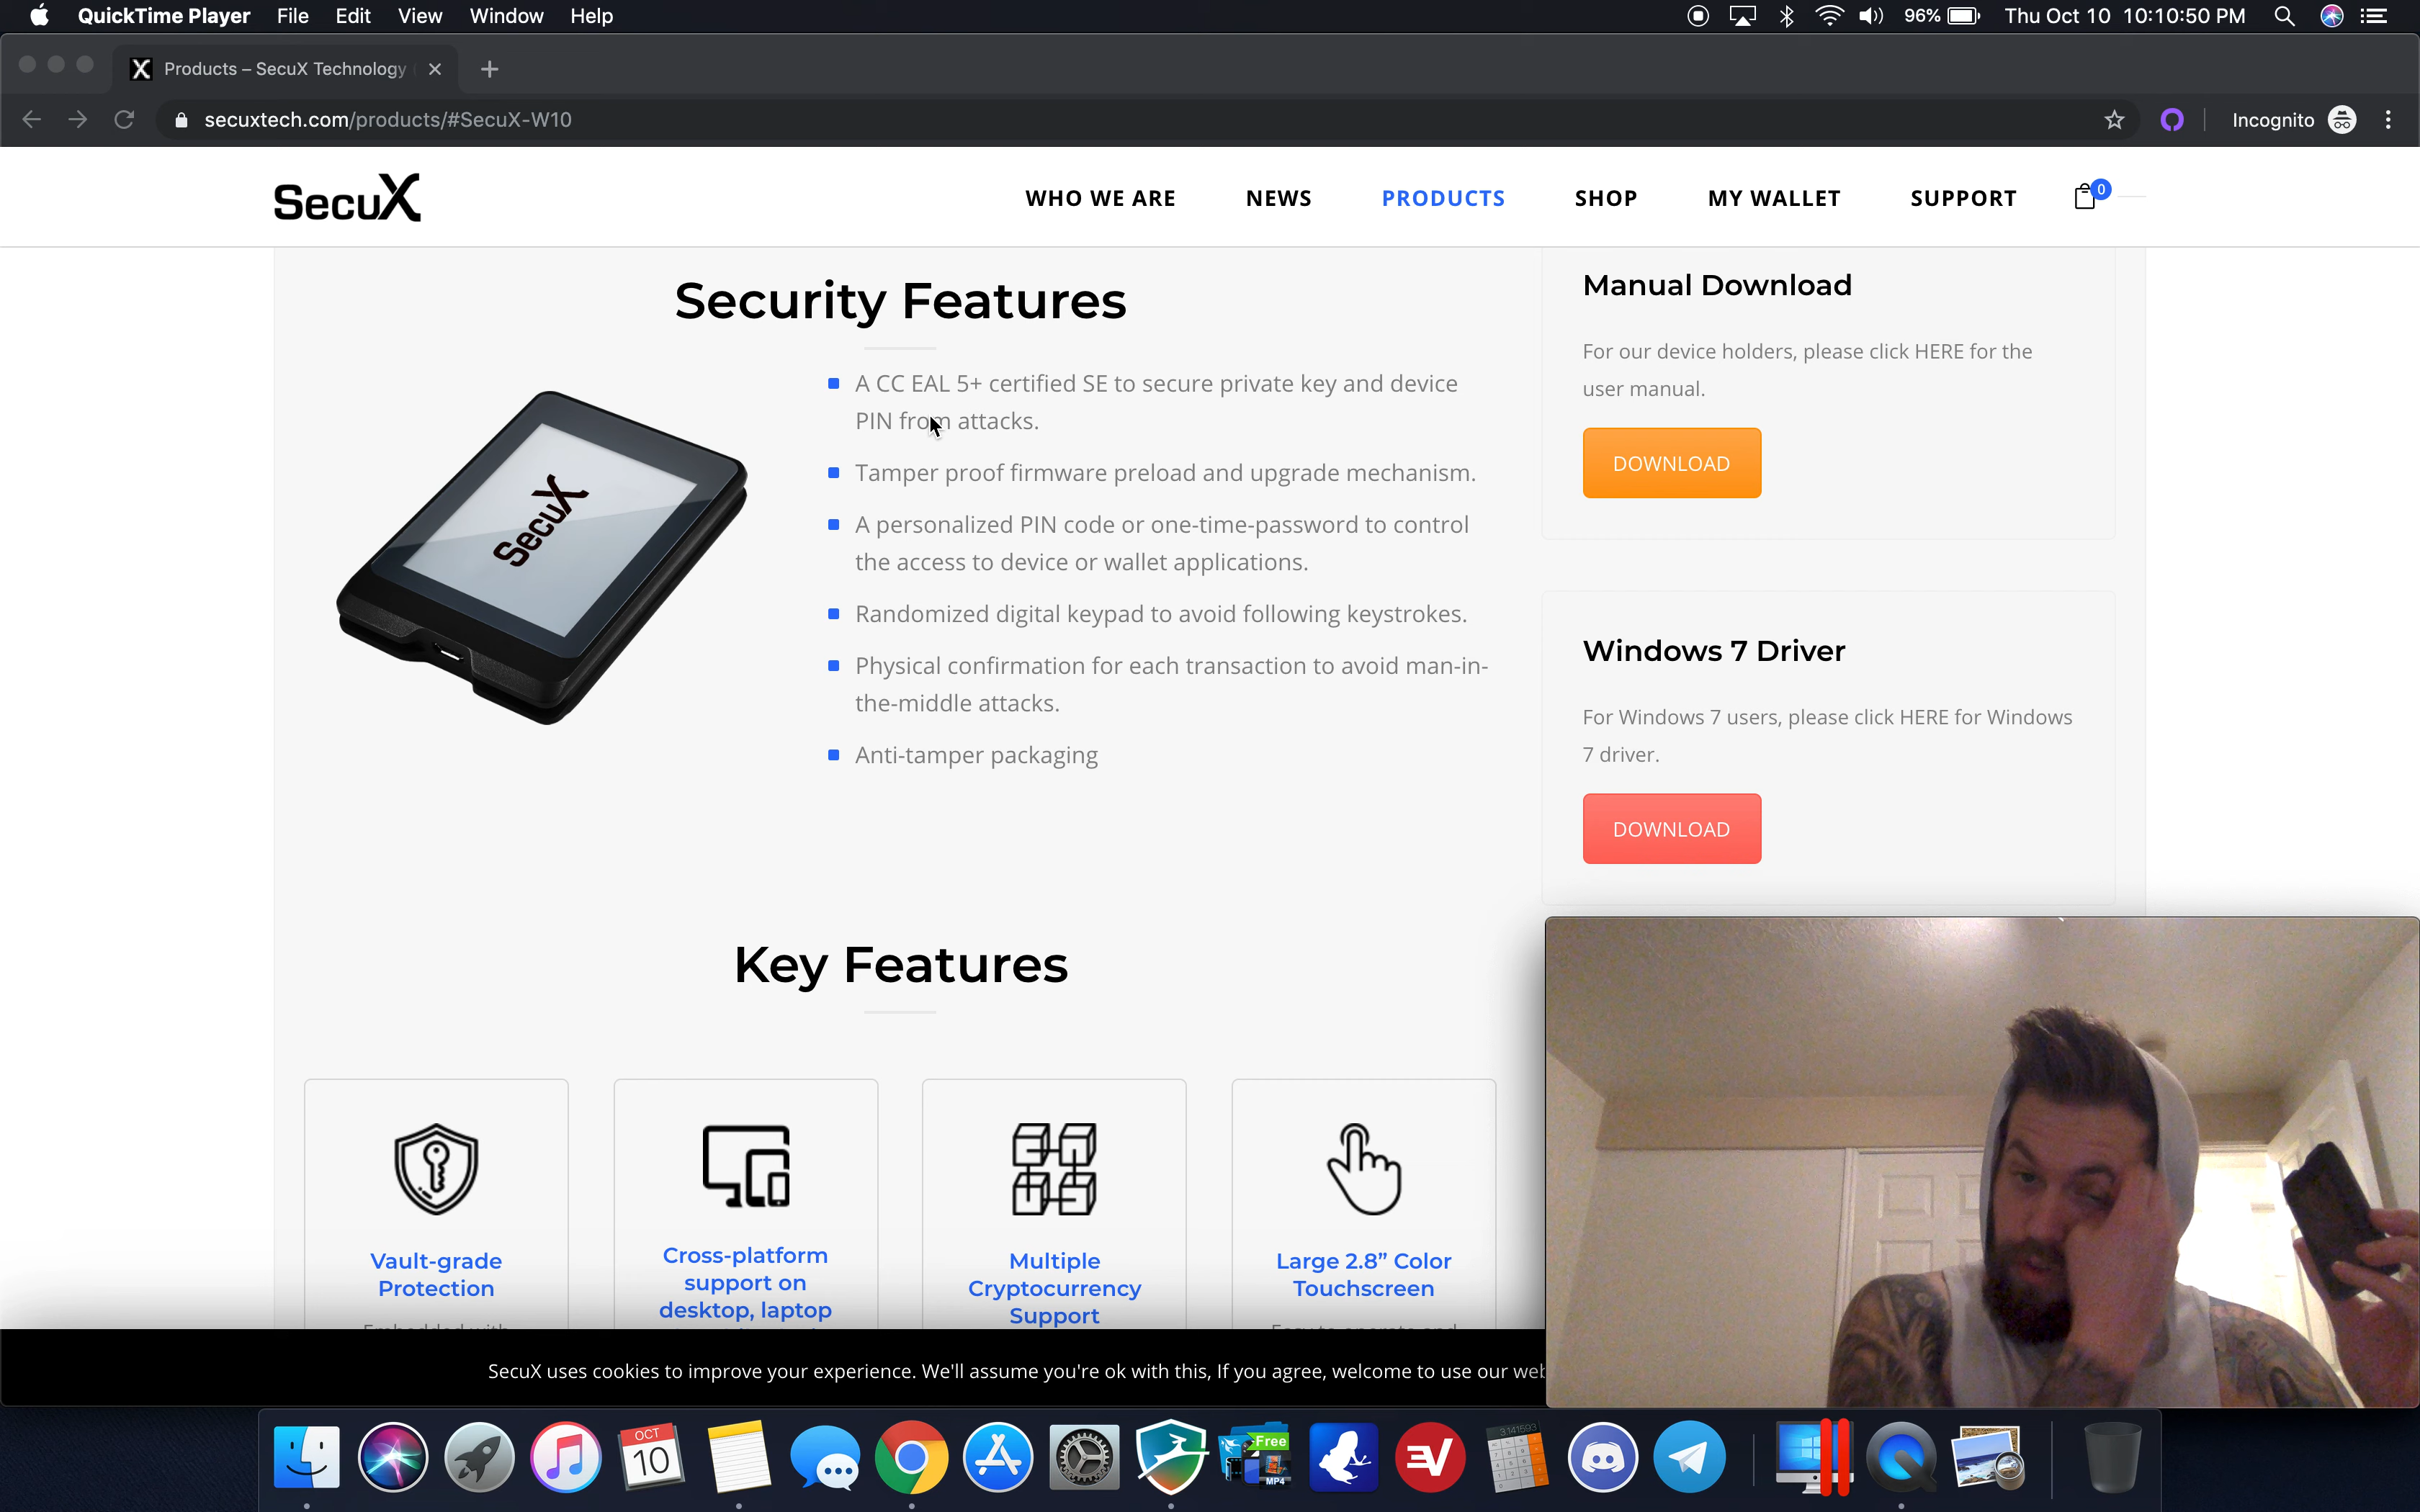 QuickTime Player File Edit View Window Help 96% Thu Oct 10 10:10:50 PM
Products – SecuX Technology
secuxtech.com/products/#SecuX-W10 Incognito
SecuX WHO WE ARE NEWS PRODUCTS SHOP MY WALLET SUPPORT 0
Security Features
A CC EAL 5+ certified SE to secure private key and device
PIN from attacks.
Tamper proof firmware preload and upgrade mechanism.
A personalized PIN code or one-time-password to control
the access to device or wallet applications.
Randomized digital keypad to avoid following keystrokes.
Physical confirmation for each transaction to avoid man-in-
the-middle attacks.
Anti-tamper packaging
SecuX
Manual Download
For our device holders, please click HERE for the
user manual.
DOWNLOAD
Windows 7 Driver
For Windows 7 users, please click HERE for Windows
7 driver.
DOWNLOAD
Key Features
Vault-grade
Protection
Cross-platform
support on
desktop, laptop
Multiple
Cryptocurrency
Support
Large 2.8” Color
Touchscreen
SecuX uses cookies to improve your experience. We'll assume you're ok with this, If you agree, welcome to use our web
OCT
10
Free
MP4
3.141593